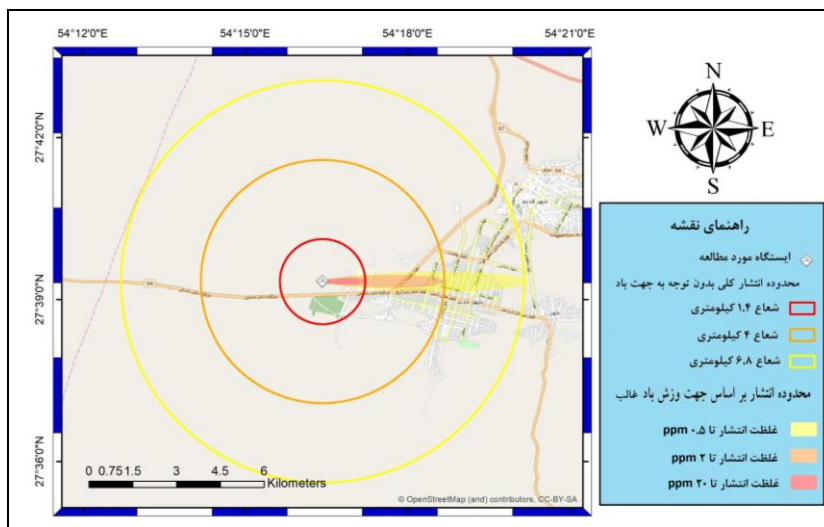 54°12'0"E 54°15'0"E 54°18'0"E 54°21'0"E
27°42'0"N
27°39'0"N
27°36'0"N
0 0.75 1.5 3 4.5 6
Kilometers
© OpenStreetMap (and) contributors, CC-BY-SA
N
W E
S
راهنمای نقشه
ایستگاه مورد مطالعه
محدوده انتشار کلی بدون توجه به جهت باد
شعاع ۱.۴ کیلومتری
شعاع ۴ کیلومتری
شعاع ۶.۸ کیلومتری
محدوده انتشار بر اساس جهت وزش باد غالب
غلظت انتشار تا ۰.۵ ppm
غلظت انتشار تا ۲ ppm
غلظت انتشار تا ۲۰ ppm